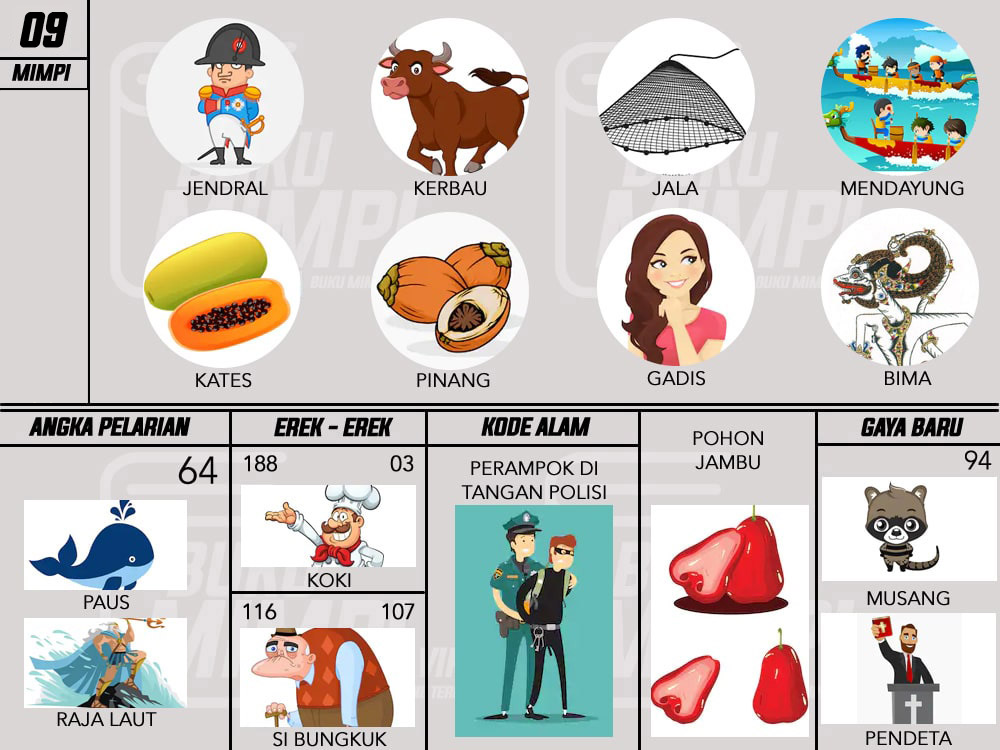 09
MIMPI
JENDRAL
KERBAU
JALA
MENDAYUNG
KATES
PINANG
GADIS
BIMA
ANGKA PELARIAN
64
PAUS
RAJA LAUT
EREK - EREK
188 03
KOKI
116 107
SI BUNGKUK
KODE ALAM
PERAMPOK DI
TANGAN POLISI
POHON
JAMBU
GAYA BARU
94
MUSANG
PENDETA
BUKU
MIMPI